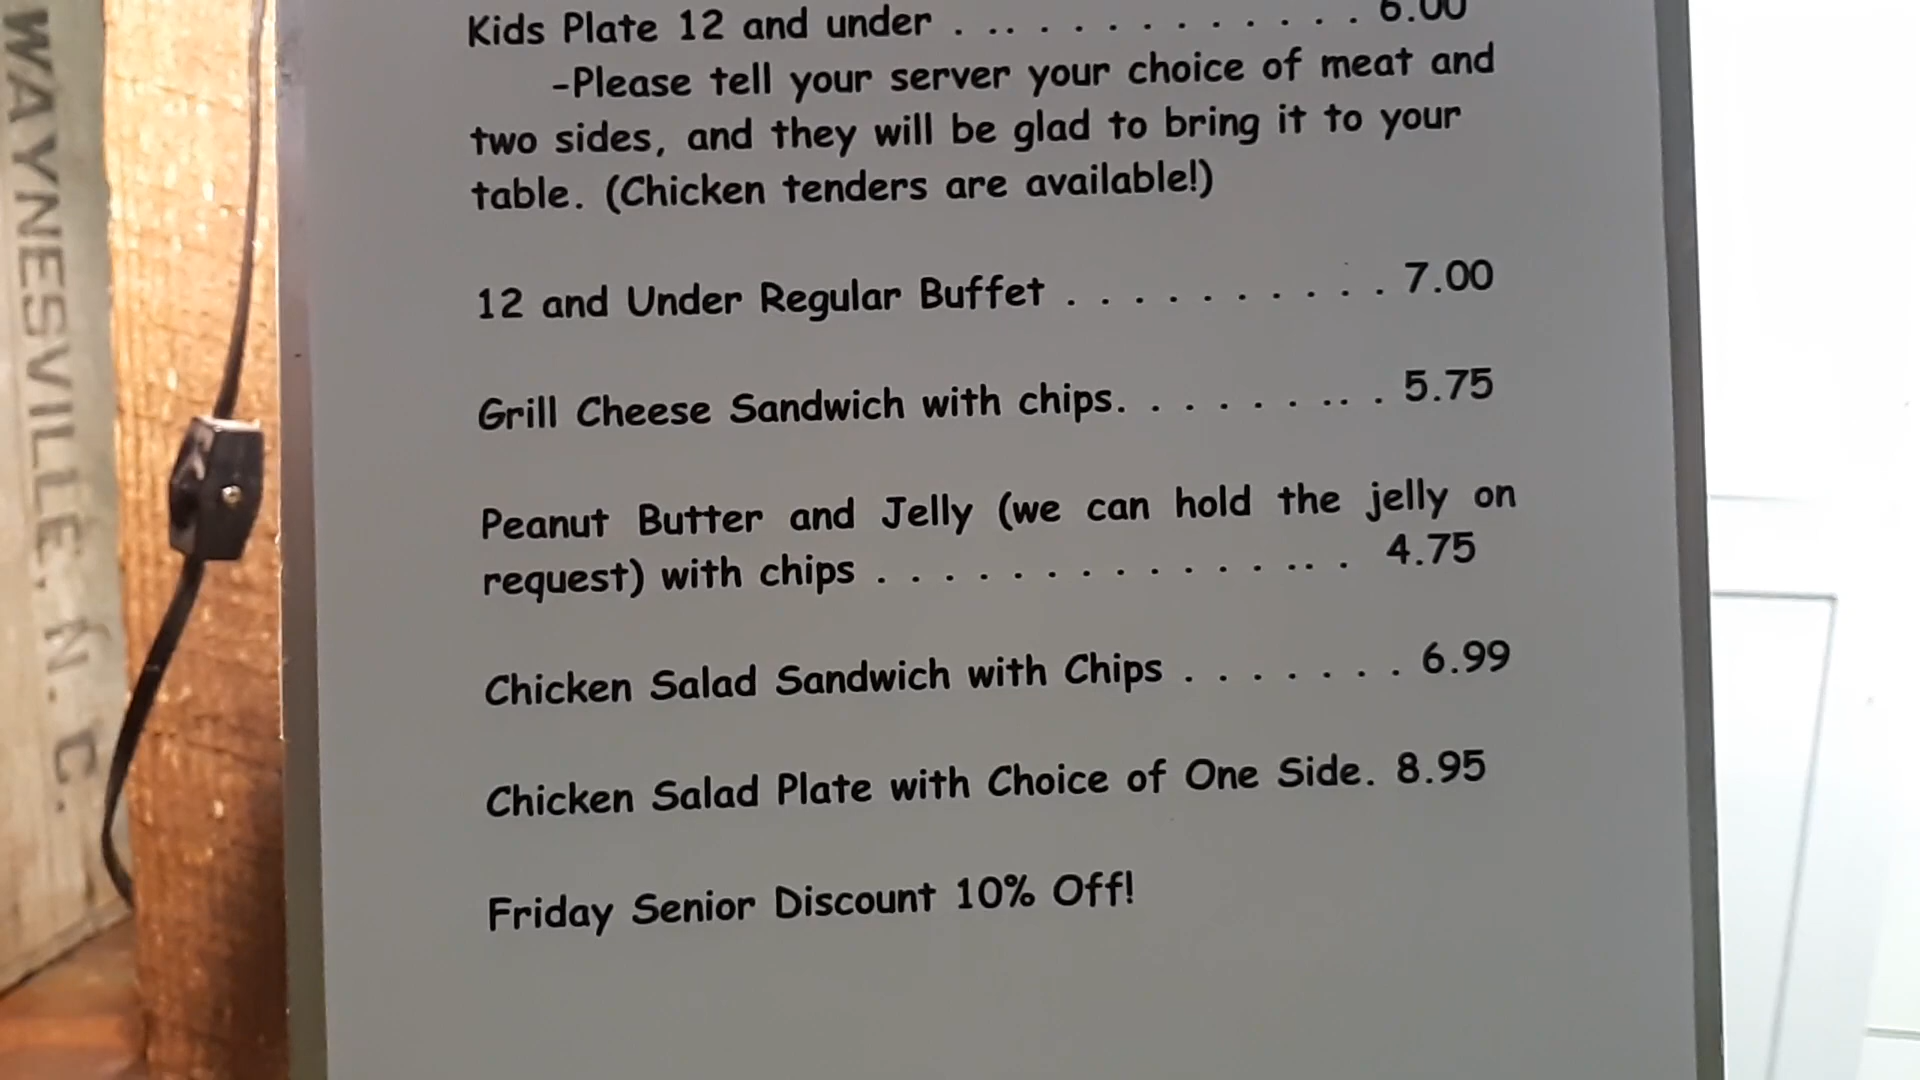 WAYNESVILLE, N. C.
Kids Plate 12 and under . .. . . . . . . . . . . . 6.00
-Please tell your server your choice of meat and
two sides, and they will be glad to bring it to your
table. (Chicken tenders are available!)
12 and Under Regular Buffet . . . . . . . . . . 7.00
Grill Cheese Sandwich with chips. . . . . . . .. . 5.75
Peanut Butter and Jelly (we can hold the jelly on
request) with chips . . . . . . . . . . . . .. . 4.75
Chicken Salad Sandwich with Chips . . . . . . . 6.99
Chicken Salad Plate with Choice of One Side. 8.95
Friday Senior Discount 10% Off!